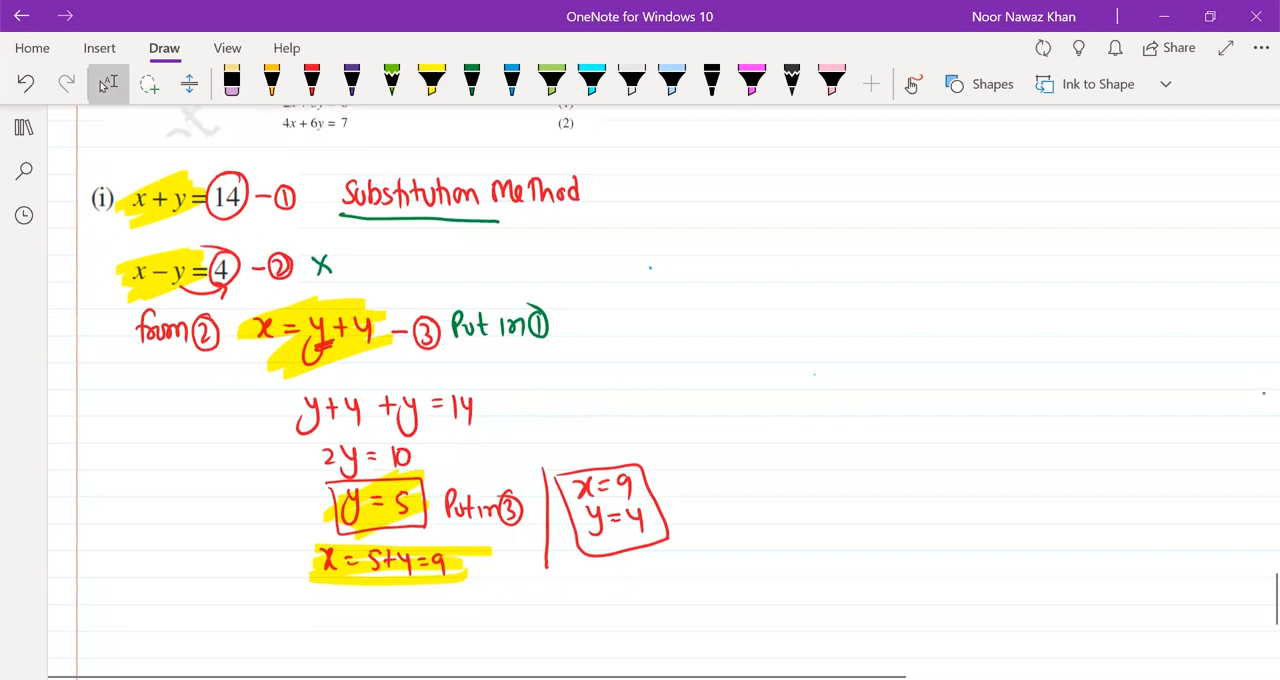 OneNote for Windows 10
Noor Nawaz Khan
Home Insert Draw View Help
Share
Shapes
Ink to Shape
4x + 6y = 7 (2)
(i) x + y = 14 - ① Substitution Method
x − y = 4 - ② X
from ② x = y + 4 - ③ Put in ①
y + 4 + y = 14
2y = 10
y = 5 Put in ③
x = 5 + 4 = 9
x = 9
y = 4